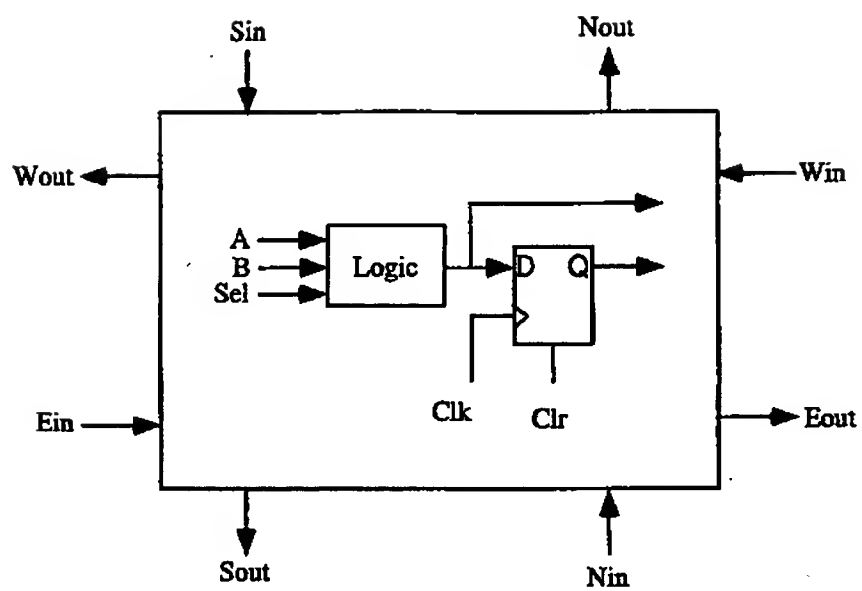 Sin
Nout
Wout
Win
A
B
Logic
D
Q
Sel
Clk
Clr
Ein
Eout
Sout
Nin